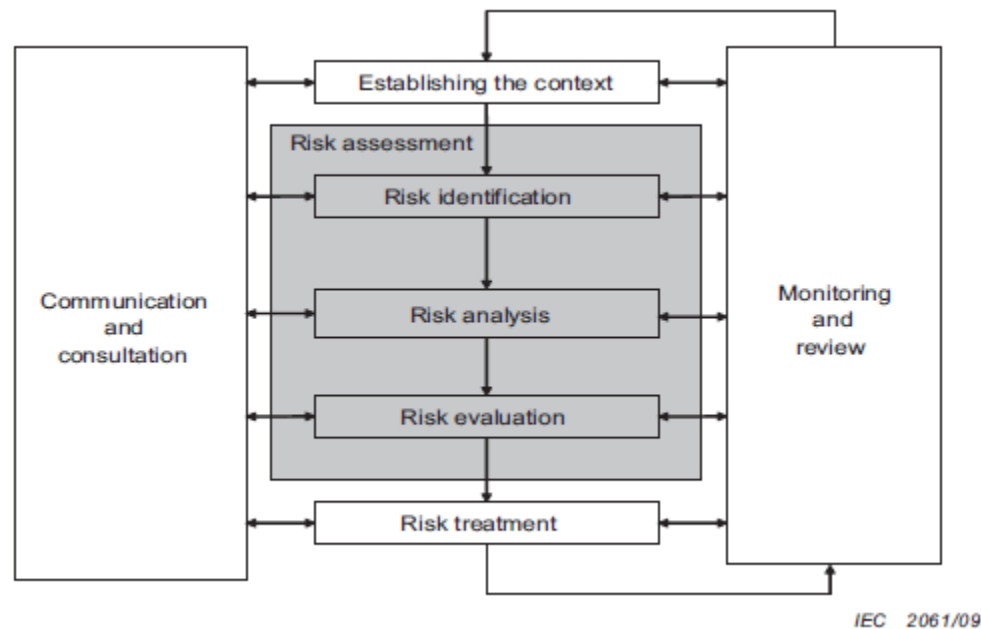 Establishing the context
Risk assessment
Risk identification
Communication
and
consultation
Risk analysis
Monitoring
and
review
Risk evaluation
Risk treatment
IEC 2061/09